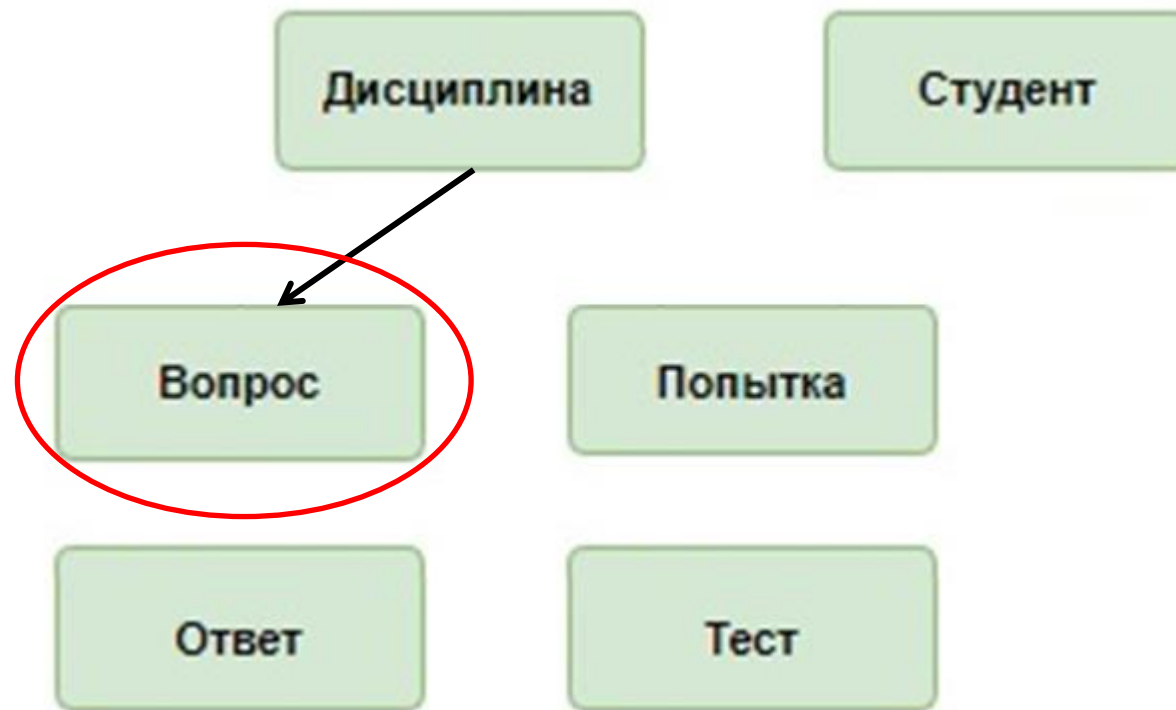 Дисциплина
Студент
Вопрос
Попытка
Ответ
Тест